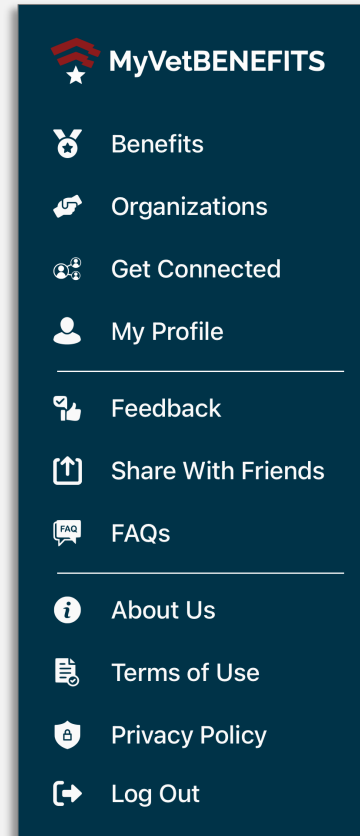 MyVetBENEFITS
Benefits
Organizations
Get Connected
My Profile
Feedback
Share With Friends
FAQ
FAQs
About Us
Terms of Use
Privacy Policy
Log Out